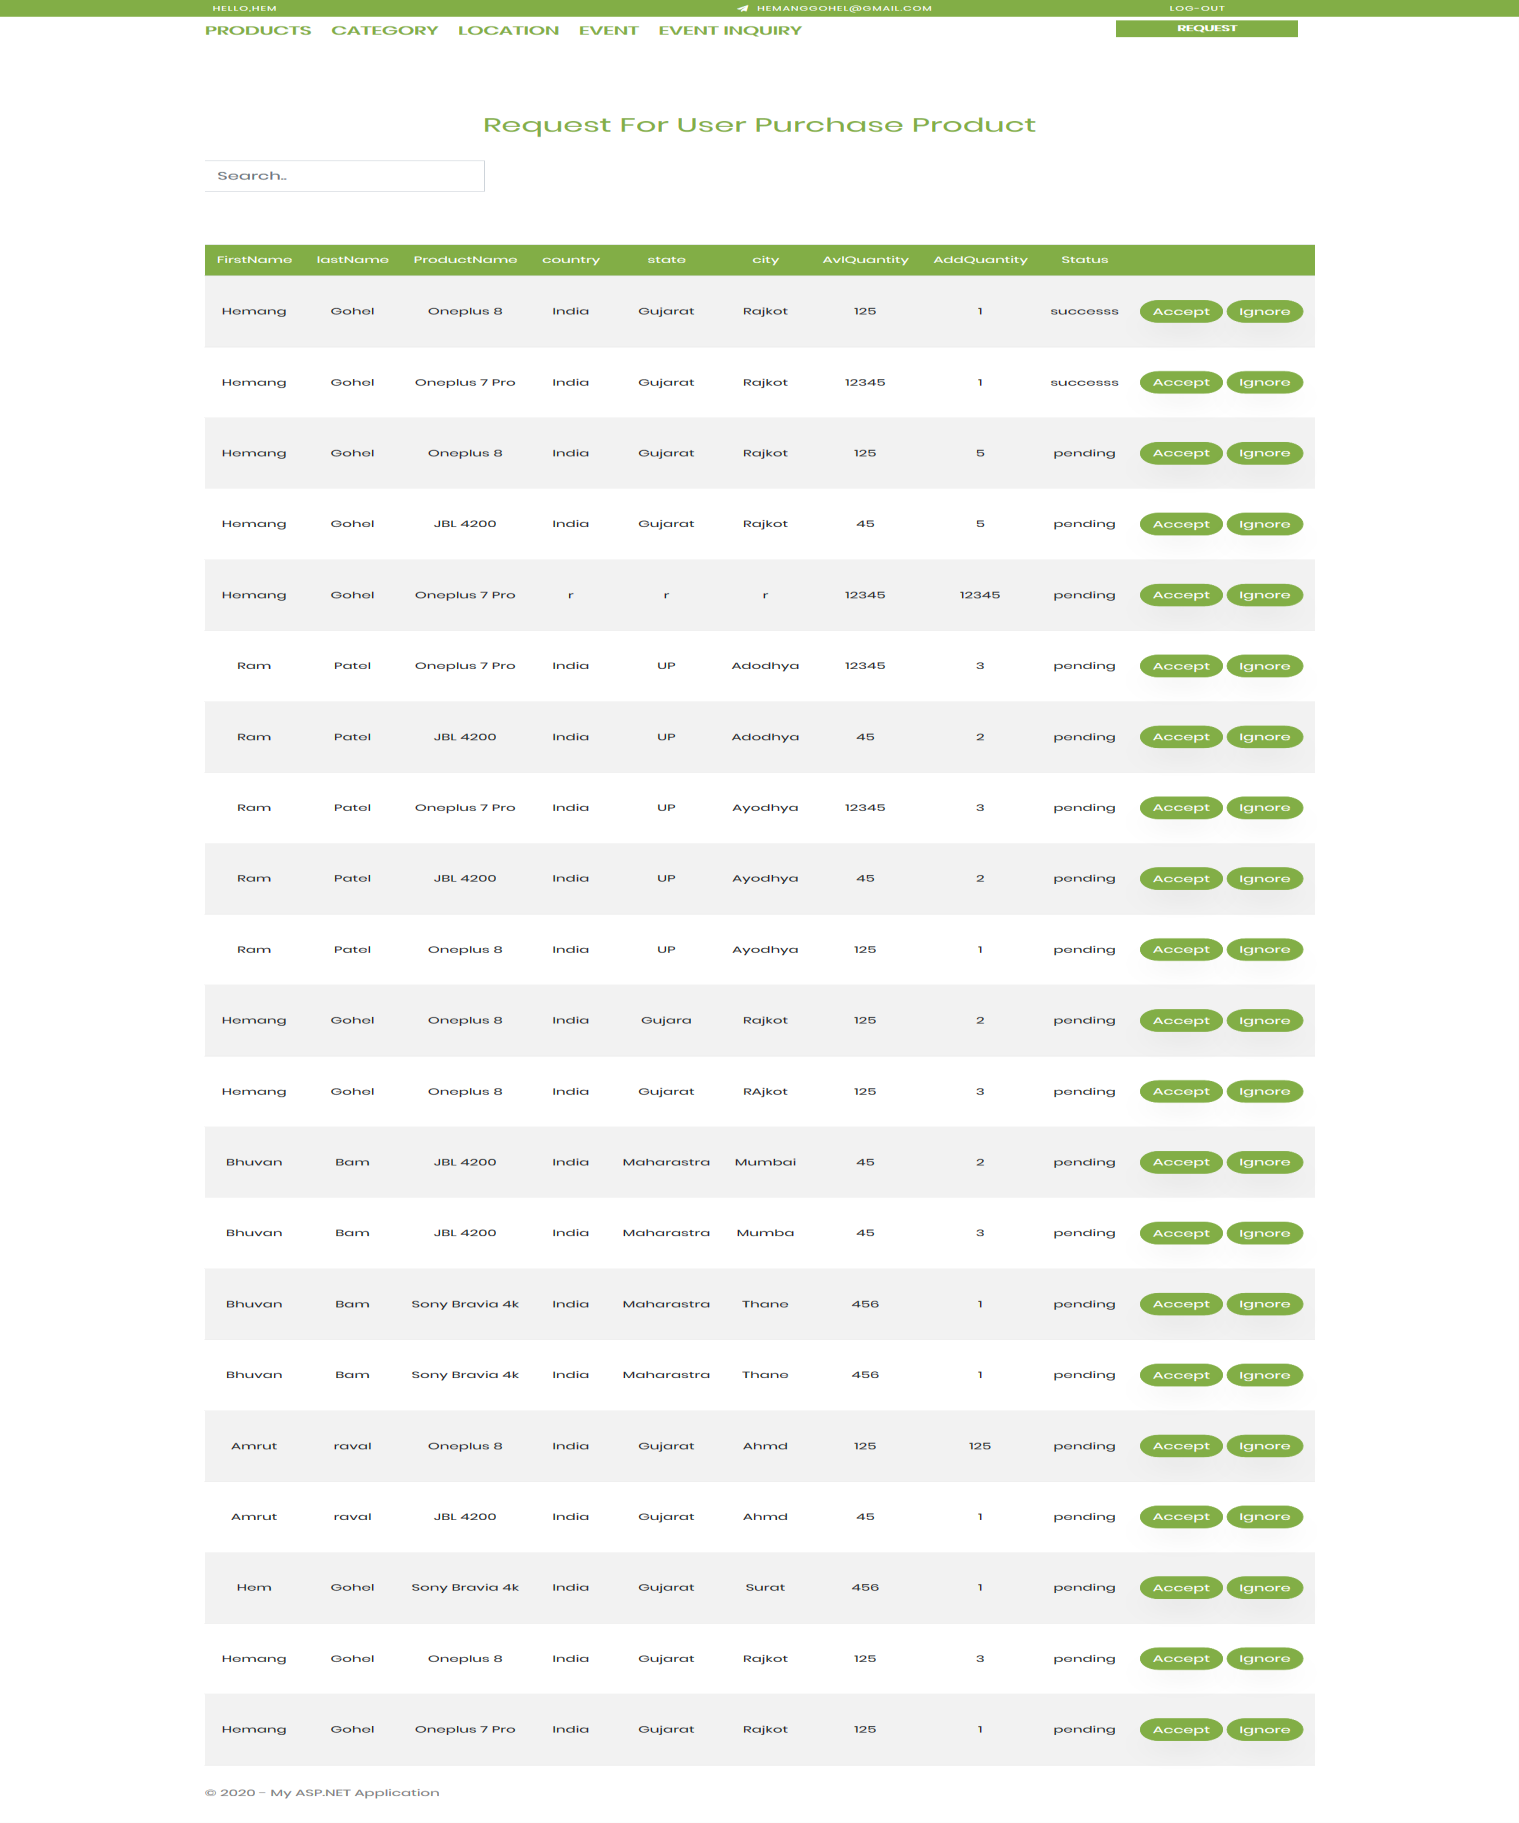 HELLO,HEM HEMANGGOHEL@GMAIL.COM LOG-OUT
PRODUCTS CATEGORY LOCATION EVENT EVENT INQUIRY REQUEST
Request For User Purchase Product
Search..
FirstName lastName ProductName country state city AvlQuantity AddQuantity Status
Hemang Gohel Oneplus 8 India Gujarat Rajkot 125 1 successs Accept Ignore
Hemang Gohel Oneplus 7 Pro India Gujarat Rajkot 12345 1 successs Accept Ignore
Hemang Gohel Oneplus 8 India Gujarat Rajkot 125 5 pending Accept Ignore
Hemang Gohel JBL 4200 India Gujarat Rajkot 45 5 pending Accept Ignore
Hemang Gohel Oneplus 7 Pro r r r 12345 12345 pending Accept Ignore
Ram Patel Oneplus 7 Pro India UP Adodhya 12345 3 pending Accept Ignore
Ram Patel JBL 4200 India UP Adodhya 45 2 pending Accept Ignore
Ram Patel Oneplus 7 Pro India UP Ayodhya 12345 3 pending Accept Ignore
Ram Patel JBL 4200 India UP Ayodhya 45 2 pending Accept Ignore
Ram Patel Oneplus 8 India UP Ayodhya 125 1 pending Accept Ignore
Hemang Gohel Oneplus 8 India Gujara Rajkot 125 2 pending Accept Ignore
Hemang Gohel Oneplus 8 India Gujarat RAjkot 125 3 pending Accept Ignore
Bhuvan Bam JBL 4200 India Maharastra Mumbai 45 2 pending Accept Ignore
Bhuvan Bam JBL 4200 India Maharastra Mumba 45 3 pending Accept Ignore
Bhuvan Bam Sony Bravia 4k India Maharastra Thane 456 1 pending Accept Ignore
Bhuvan Bam Sony Bravia 4k India Maharastra Thane 456 1 pending Accept Ignore
Amrut raval Oneplus 8 India Gujarat Ahmd 125 125 pending Accept Ignore
Amrut raval JBL 4200 India Gujarat Ahmd 45 1 pending Accept Ignore
Hem Gohel Sony Bravia 4k India Gujarat Surat 456 1 pending Accept Ignore
Hemang Gohel Oneplus 8 India Gujarat Rajkot 125 3 pending Accept Ignore
Hemang Gohel Oneplus 7 Pro India Gujarat Rajkot 125 1 pending Accept Ignore
© 2020 - My ASP.NET Application